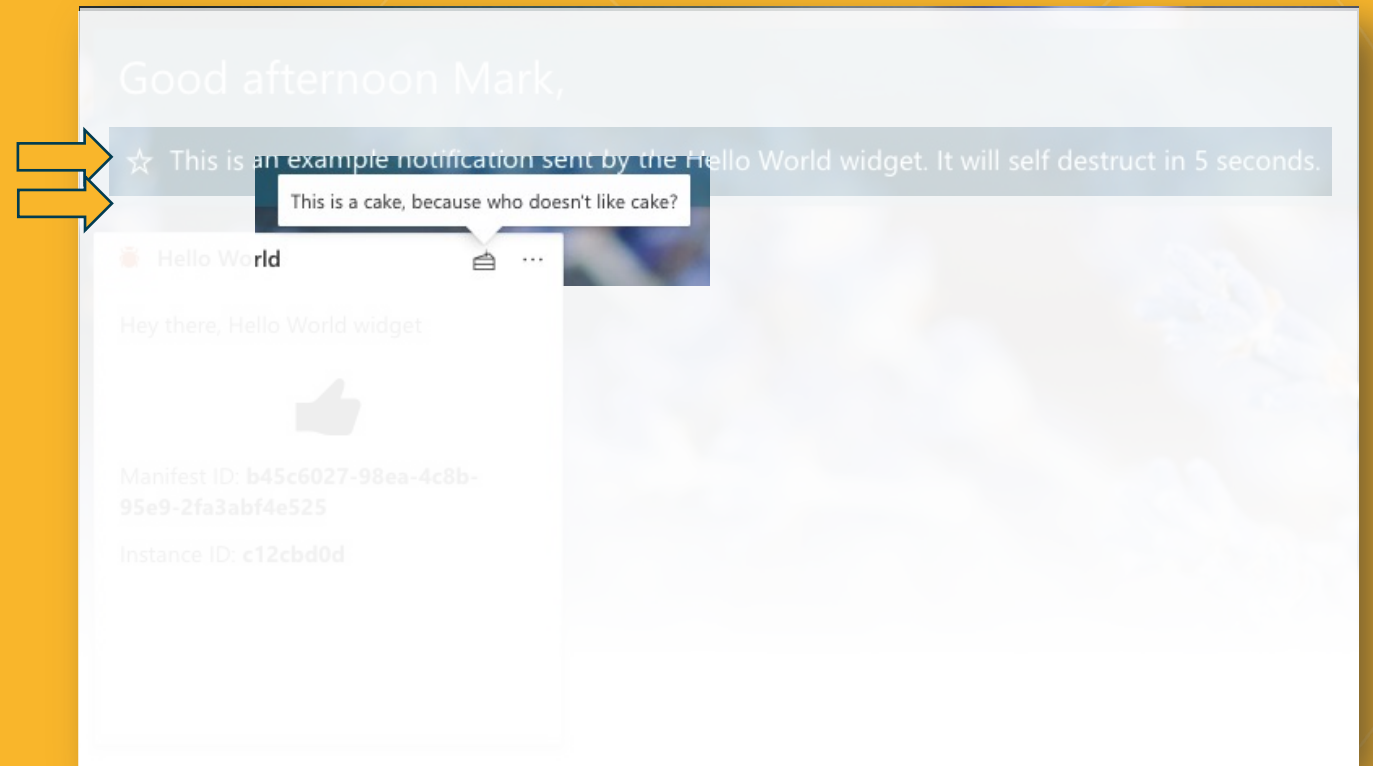 Good afternoon Mark,
This is an example notification sent by the Hello World widget. It will self destruct in 5 seconds.
This is a cake, because who doesn't like cake?
Hello World
Hey there, Hello World widget
Manifest ID: b45c6027-98ea-4c8b-
95e9-2fa3abf4e525
Instance ID: c12cbd0d